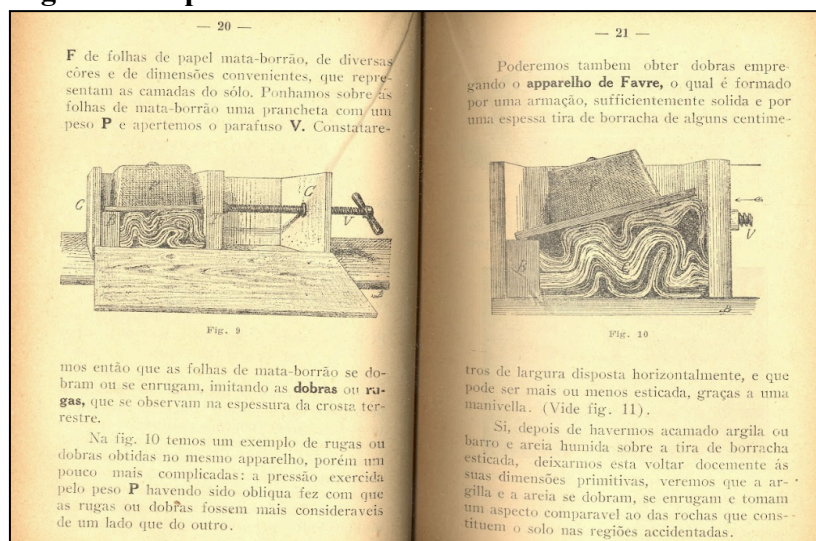 — 20 —
F de folhas de papel mata-borrão, de diversas
côres e de dimensões convenientes, que repre-
sentam as camadas do sólo. Ponhamos sobre ás
folhas de mata-borrão uma prancheta com um
peso P e apertemos o parafuso V. Constatare-
C
P
G
V
Fig. 9
mos então que as folhas de mata-borrão se do-
bram ou se enrugam, imitando as dobras ou ru-
gas, que se observam na espessura da crosta ter-
restre.
Na fig. 10 temos um exemplo de rugas ou
dobras obtidas no mesmo apparelho, porém um
pouco mais complicadas: a pressão exercida
pelo peso P havendo sido obliqua fez com que
as rugas ou dobras fossem mais consideraveis
de um lado que do outro.
— 21 —
Poderemos tambem obter dobras empre-
gando o apparelho de Favre, o qual é formado
por uma armação, sufficientemente solida e por
uma espessa tira de borracha de alguns centime-
P
V
B
B
Fig. 10
tros de largura disposta horizontalmente, e que
pode ser mais ou menos esticada, graças a uma
manivella. (Vide fig. 11).
Si, depois de havermos acamado argila ou
barro e areia humida sobre a tira de borracha
esticada, deixarmos esta voltar docemente ás
suas dimensões primitivas, veremos que a ar-
gilla e a areia se dobram, se enrugam e tomam
um aspecto comparavel ao das rochas que cons-
tituem o solo nas regiões accidentadas.